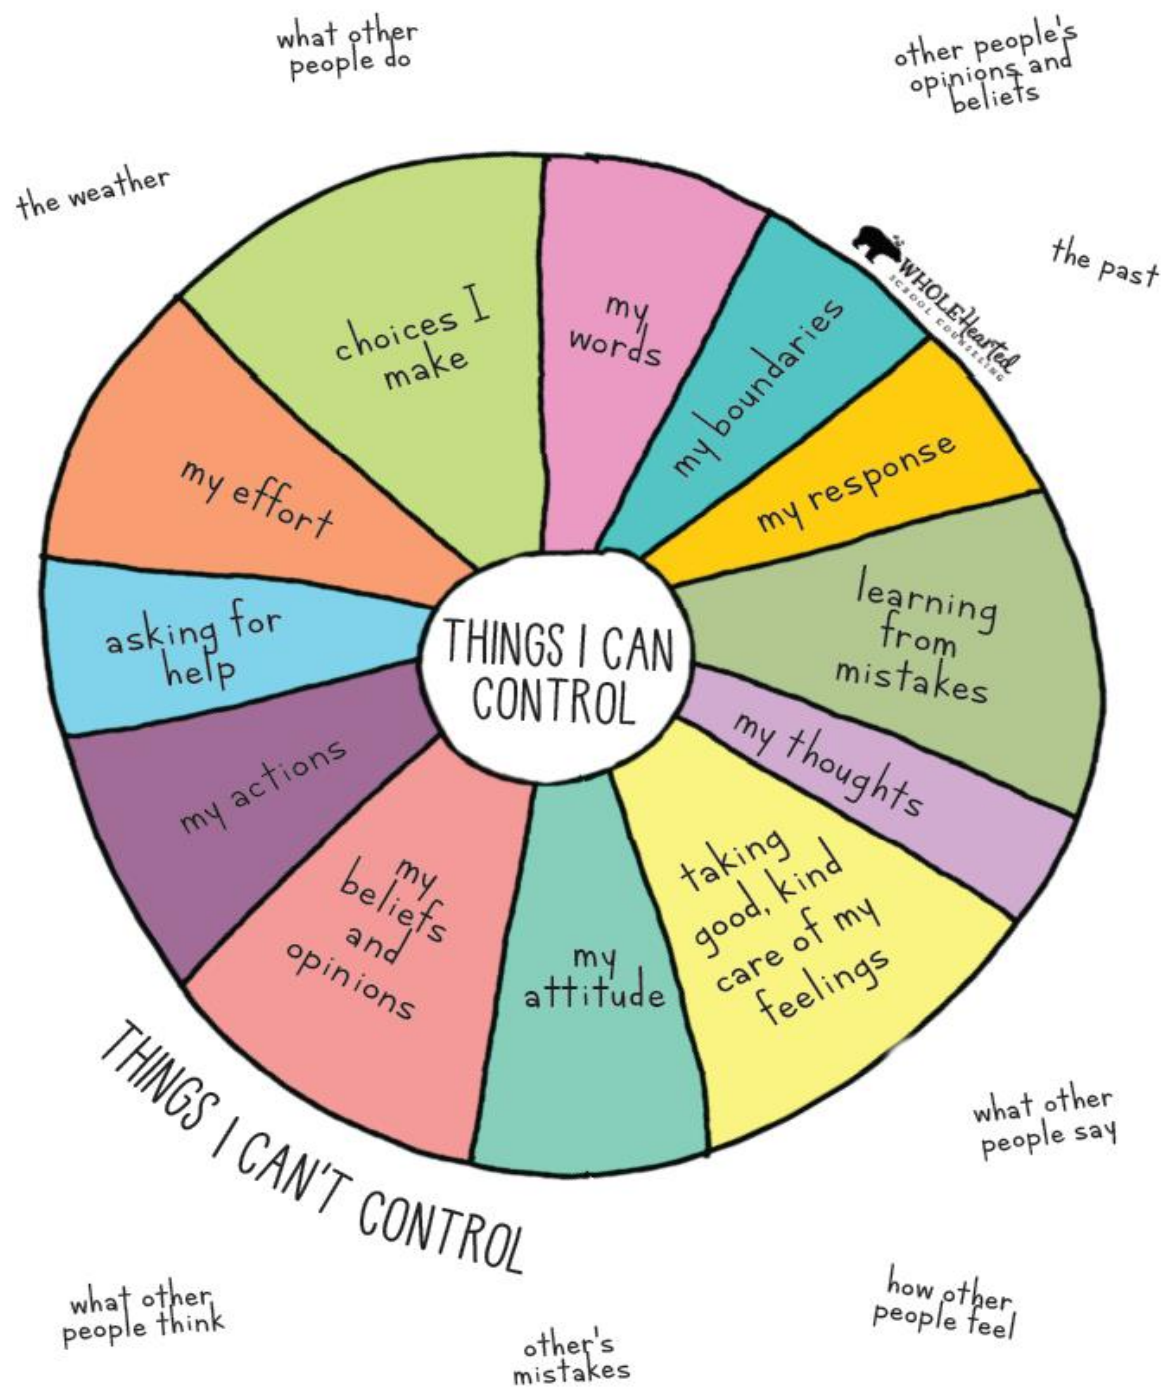 what other
people do
other people's
opinions and
beliefs
the weather
the past
WHOLEHearted
SCHOOL COUNSELING
choices I
make
my
words
my boundaries
my response
learning
from
mistakes
my thoughts
taking
good, kind
care of my
feelings
my
attitude
my
beliefs
and
opinions
my actions
asking for
help
my effort
THINGS I CAN
CONTROL
THINGS I CAN'T CONTROL
what other
people say
how other
people feel
other's
mistakes
what other
people think